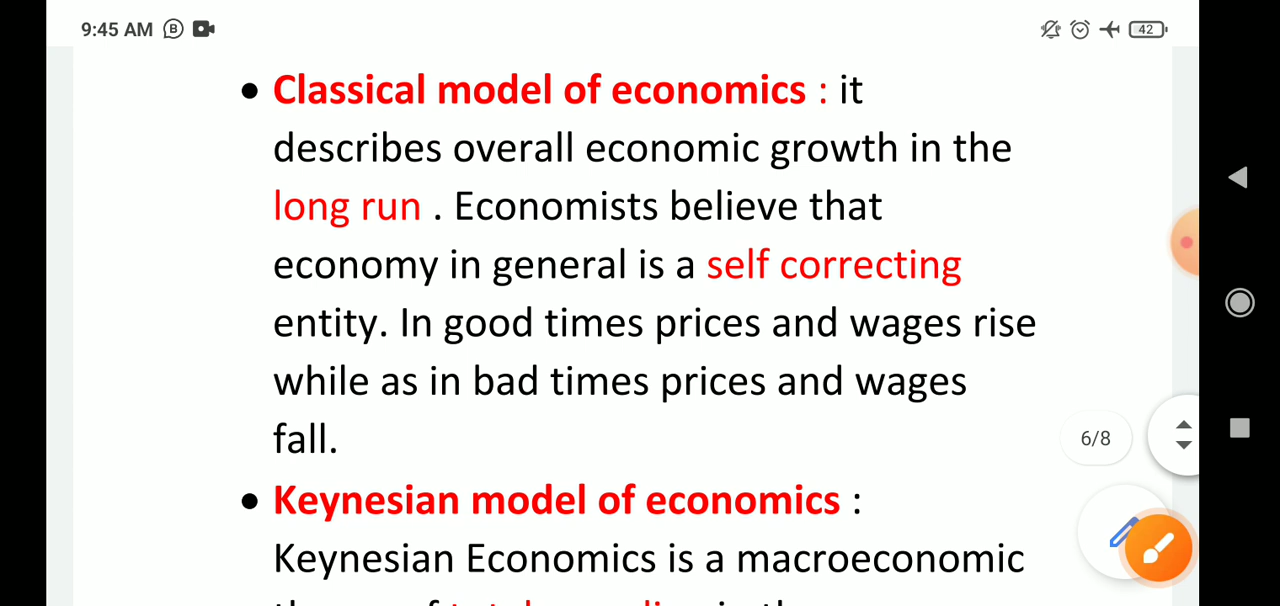 9:45 AM B 42
• Classical model of economics : it
describes overall economic growth in the
long run . Economists believe that
economy in general is a self correcting
entity. In good times prices and wages rise
while as in bad times prices and wages
fall.
6/8
• Keynesian model of economics :
Keynesian Economics is a macroeconomic